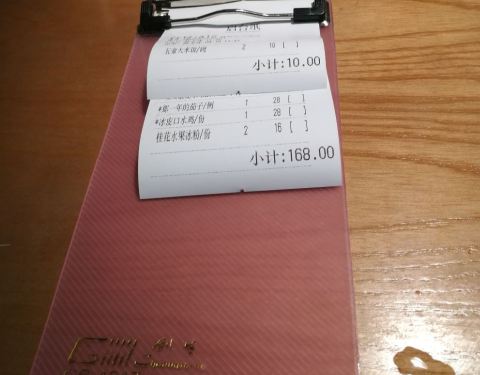 五常大米饭/碗 2 10 [ ]
小计:10.00
*那一年的茄子/例 1 28 [ ]
*冰皮口水鸡/份 1 28 [ ]
桂花水果冰粉/份 2 16 [ ]
小计:168.00